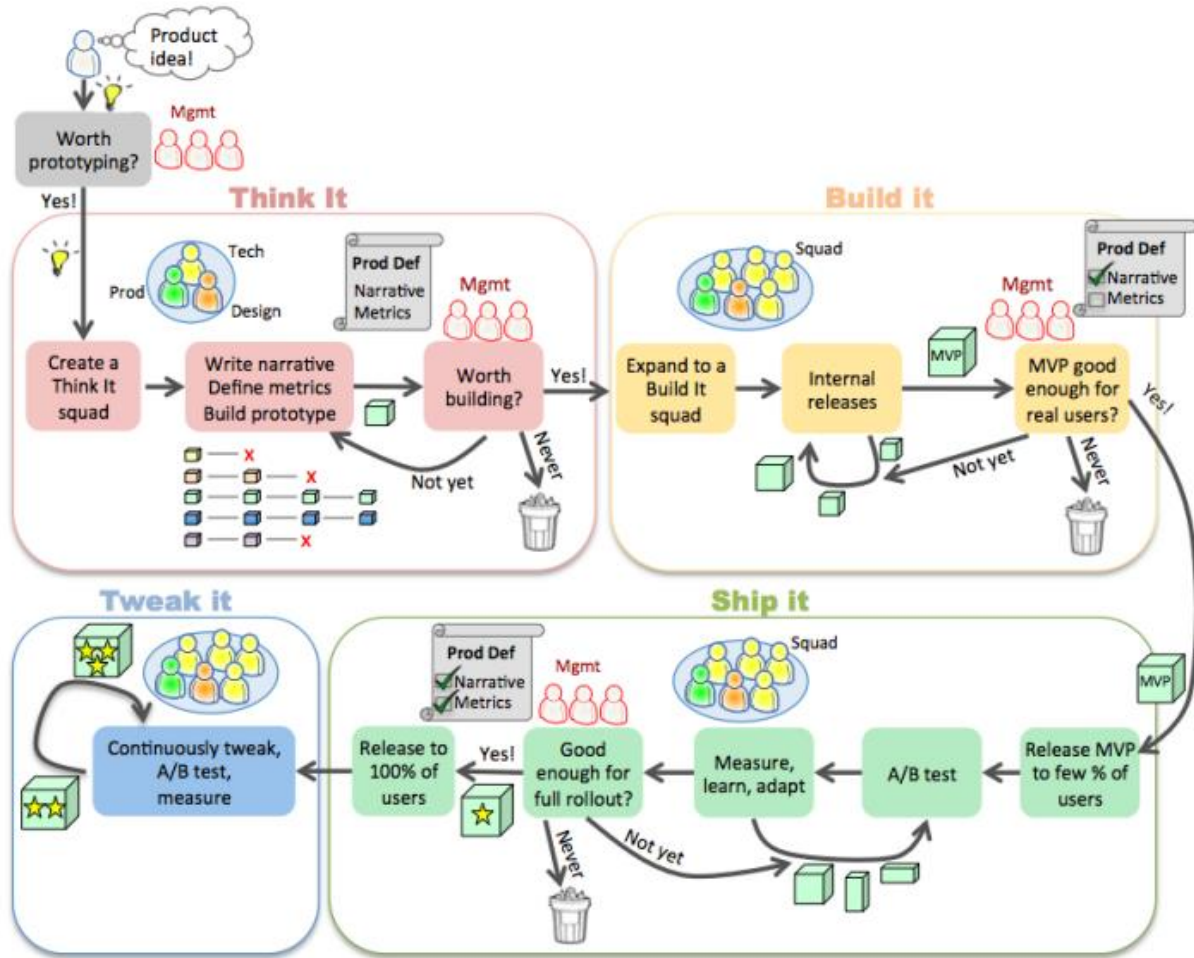 Product
idea!
Mgmt
Worth
prototyping?
Yes!
Think It
Tech
Prod
Design
Prod Def
Narrative
Metrics
Mgmt
Create a
Think It
squad
Write narrative
Define metrics
Build prototype
Worth
building?
Yes!
Never
Not yet
X
X
X
Build it
Squad
Prod Def
Narrative
Metrics
Mgmt
MVP
Expand to a
Build It
squad
Internal
releases
MVP good
enough for
real users?
Yes!
Not yet
Never
Ship it
MVP
Squad
Prod Def
Narrative
Metrics
Mgmt
Release MVP
to few % of
users
A/B test
Measure,
learn, adapt
Good
enough for
full rollout?
Yes!
Release to
100% of
users
Never
Not yet
Tweak it
Continuously tweak,
A/B test,
measure